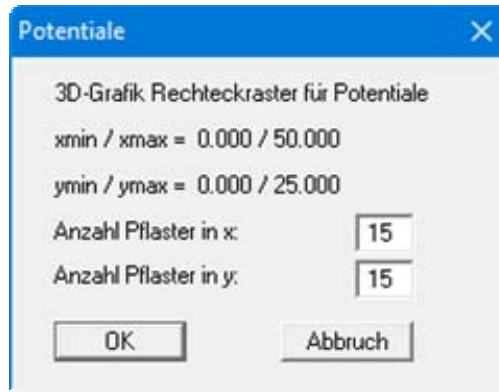 Potentiale
3D-Grafik Rechteckraster für Potentiale
xmin / xmax = 0.000 / 50.000
ymin / ymax = 0.000 / 25.000
Anzahl Pflaster in x: 15
Anzahl Pflaster in y: 15
OK Abbruch